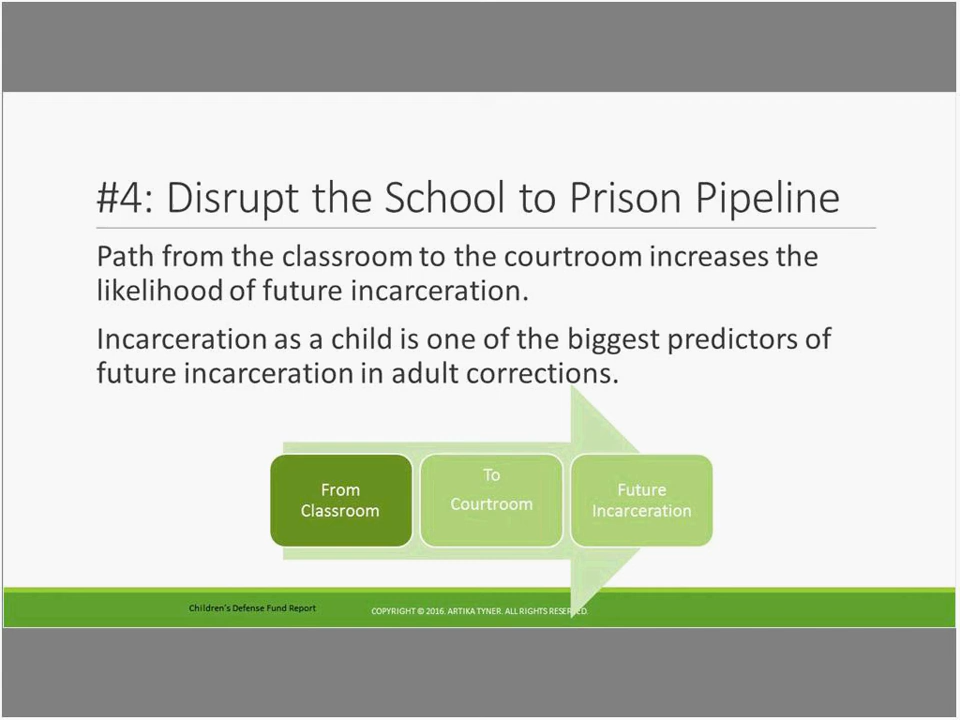 #4: Disrupt the School to Prison Pipeline
Path from the classroom to the courtroom increases the
likelihood of future incarceration.
Incarceration as a child is one of the biggest predictors of
future incarceration in adult corrections.
From
Classroom
To
Courtroom
Future
Incarceration
Children's Defense Fund Report
COPYRIGHT © 2016. ARTIKA TYNER. ALL RIGHTS RESERVED.